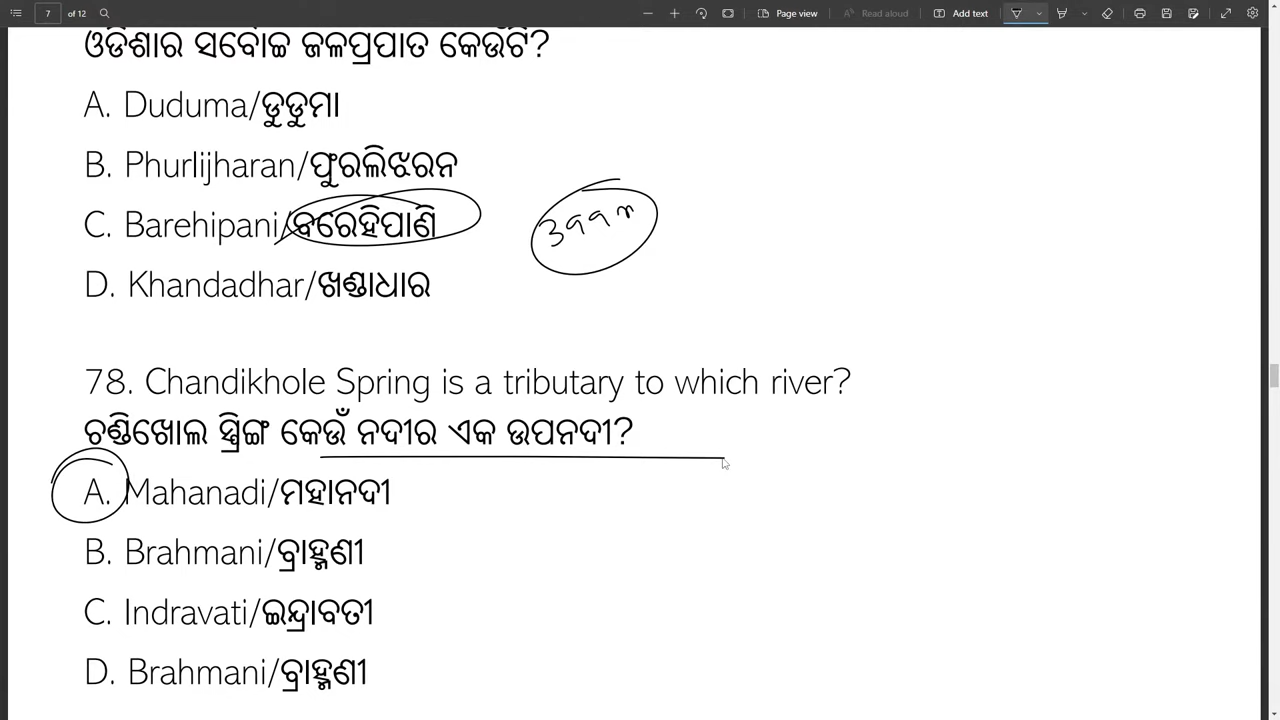 7 of 12 Page view Read aloud Add text
ଓଡିଶାର ସର୍ବୋଚ୍ଚ ଜଳପ୍ରପାତ କେଉଁଟି?
A. Duduma/ଡୁଡୁମା
B. Phurlijharan/ଫୁରଲିଝରନ
C. Barehipani/ବରେହିପାଣି
399 m
D. Khandadhar/ଖଣ୍ଡାଧାର
78. Chandikhole Spring is a tributary to which river?
ଚଣ୍ଡିଖୋଲ ସ୍ପ୍ରିଙ୍ଗ କେଉଁ ନଦୀର ଏକ ଉପନଦୀ?
A. Mahanadi/ମହାନଦୀ
B. Brahmani/ବ୍ରାହ୍ମଣୀ
C. Indravati/ଇନ୍ଦ୍ରାବତୀ
D. Brahmani/ବ୍ରାହ୍ମଣୀ